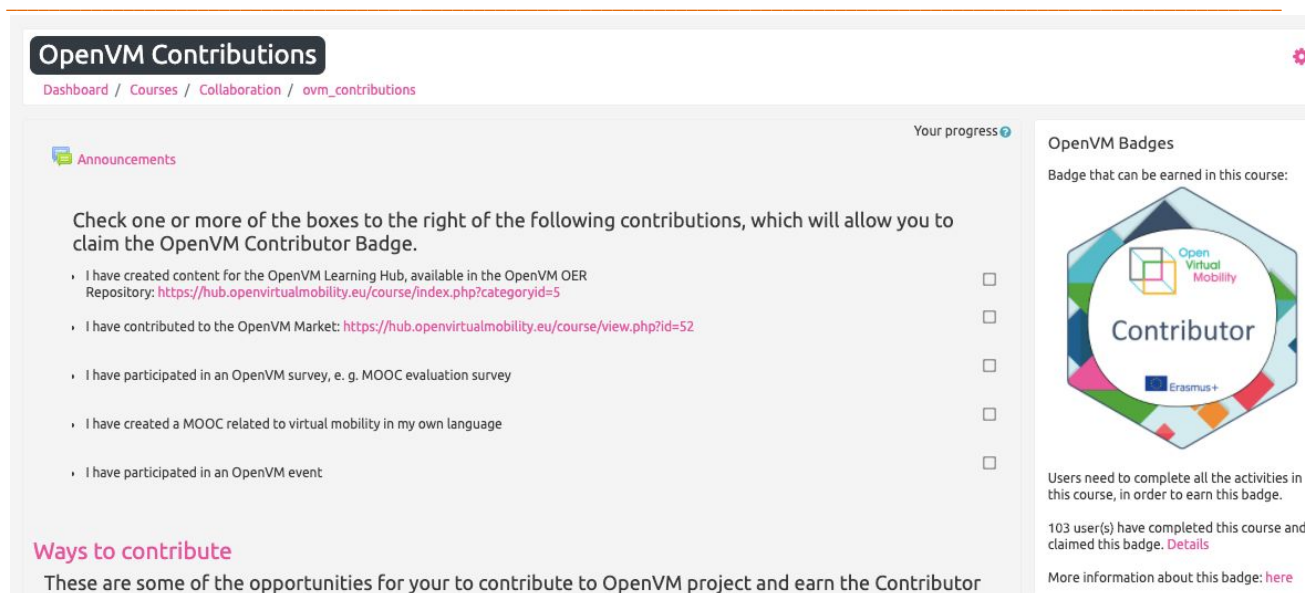 OpenVM Contributions
Dashboard / Courses / Collaboration / ovm_contributions
Your progress
Announcements
Check one or more of the boxes to the right of the following contributions, which will allow you to
claim the OpenVM Contributor Badge.
I have created content for the OpenVM Learning Hub, available in the OpenVM OER
Repository: https://hub.openvirtualmobility.eu/course/index.php?categoryid=5
I have contributed to the OpenVM Market: https://hub.openvirtualmobility.eu/course/view.php?id=52
I have participated in an OpenVM survey, e. g. MOOC evaluation survey
I have created a MOOC related to virtual mobility in my own language
I have participated in an OpenVM event
Ways to contribute
These are some of the opportunities for your to contribute to OpenVM project and earn the Contributor
OpenVM Badges
Badge that can be earned in this course:
Open
Virtual
Mobility
Contributor
Erasmus+
Users need to complete all the activities in
this course, in order to earn this badge.
103 user(s) have completed this course and
claimed this badge. Details
More information about this badge: here